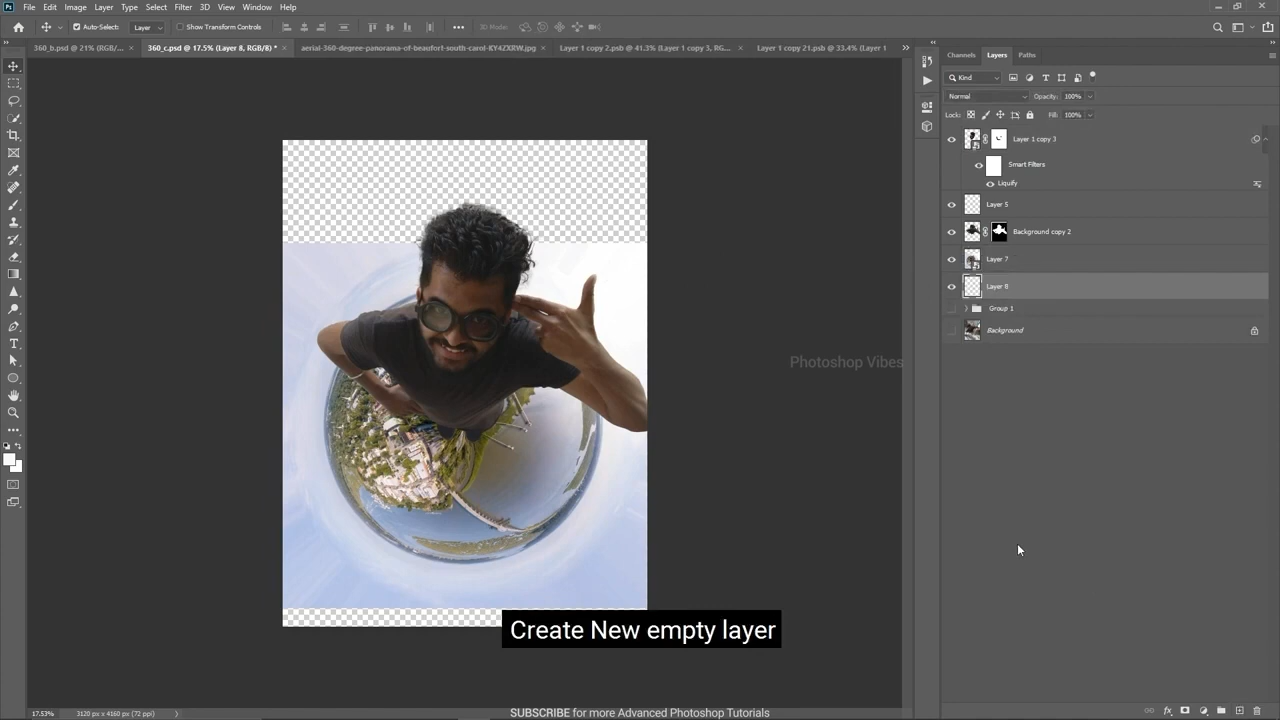 File Edit Image Layer Type Select Filter 3D View Window Help
Auto-Select: Layer Show Transform Controls 3D Mode:
360_b.psd @ 21% (RGB/... × 360_c.psd @ 17.5% (Layer 8, RGB/8) * × aerial-360-degree-panorama-of-beaufort-south-carol-KY4ZXRW.jpg × Layer 1 copy 2.psb @ 41.3% (Layer 1 copy 3, RG... × Layer 1 copy 21.psb @ 33.4% (Layer 1
Channels Layers Paths
Kind
Normal Opacity: 100%
Lock: Fill: 100%
Layer 1 copy 3
Smart Filters
Liquify
Layer 5
Background copy 2
Layer 7
Layer 8
Group 1
Background
Photoshop Vibes
Create New empty layer
17.53% 3120 px x 4160 px (72 ppi)
SUBSCRIBE for more Advanced Photoshop Tutorials